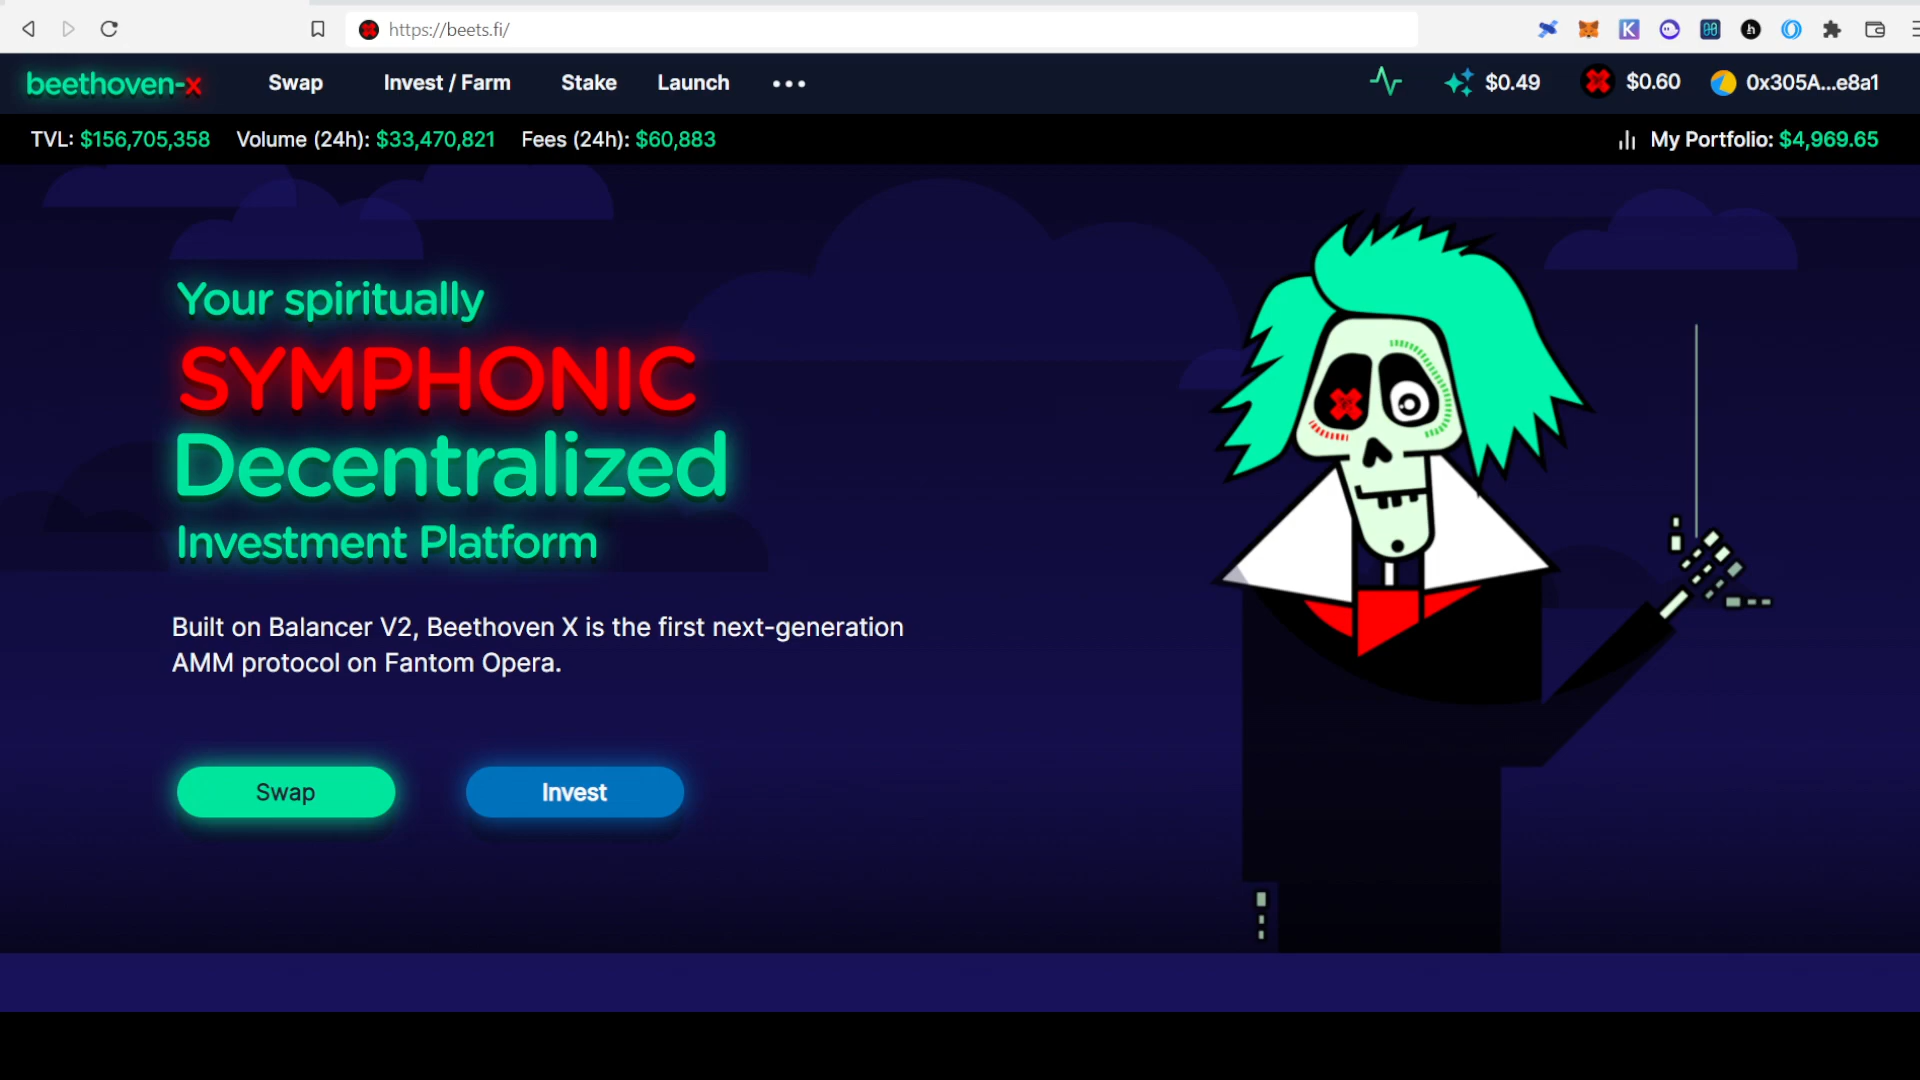 https://beets.fi/
beethoven-x
Swap
Invest / Farm
Stake
Launch
$0.49
$0.60
0x305A...e8a1
TVL: $156,705,358
Volume (24h): $33,470,821
Fees (24h): $60,883
My Portfolio: $4,969.65
Your spiritually
SYMPHONIC
Decentralized
Investment Platform
Built on Balancer V2, Beethoven X is the first next-generation
AMM protocol on Fantom Opera.
Swap
Invest